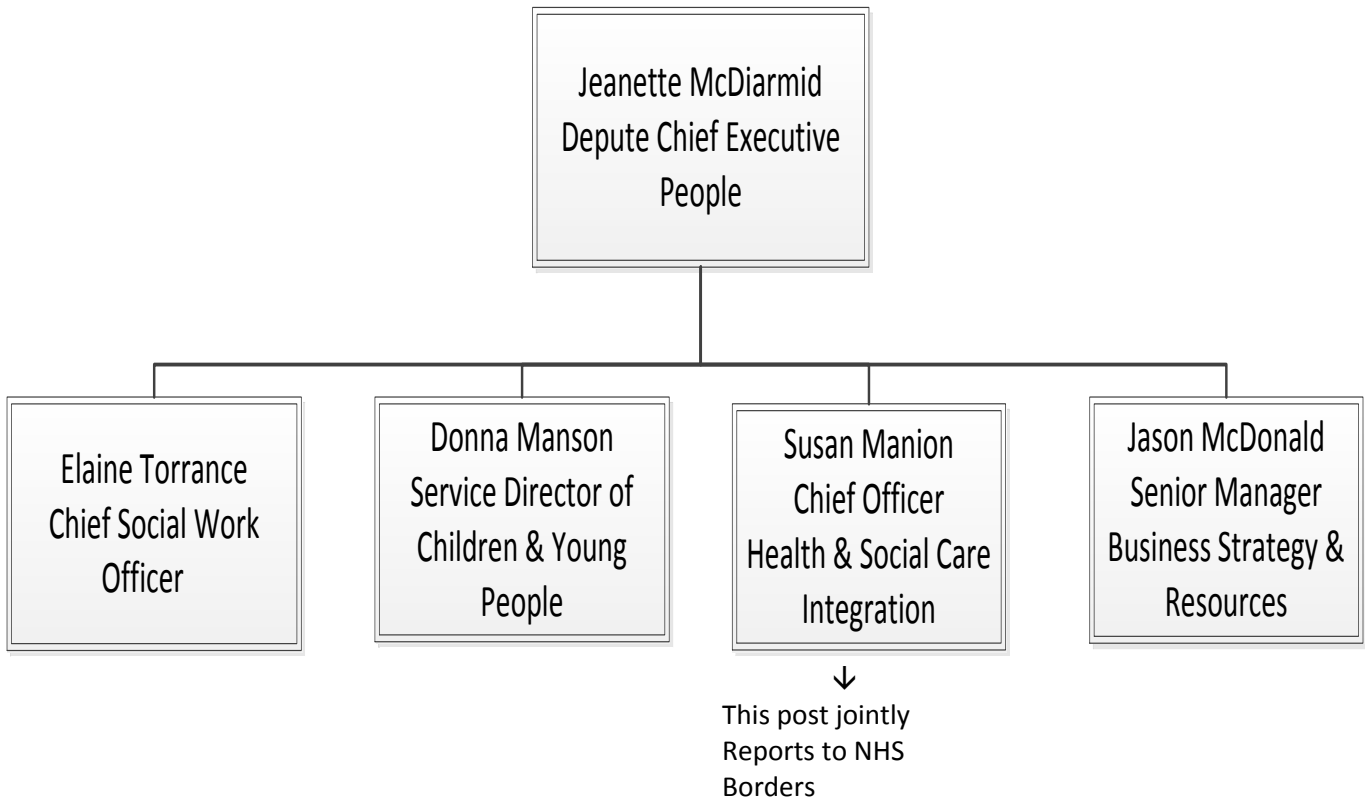 Jeanette McDiarmid
Depute Chief Executive
People
Elaine Torrance
Chief Social Work
Officer
Donna Manson
Service Director of
Children & Young
People
Susan Manion
Chief Officer
Health & Social Care
Integration
Jason McDonald
Senior Manager
Business Strategy &
Resources
This post jointly
Reports to NHS
Borders